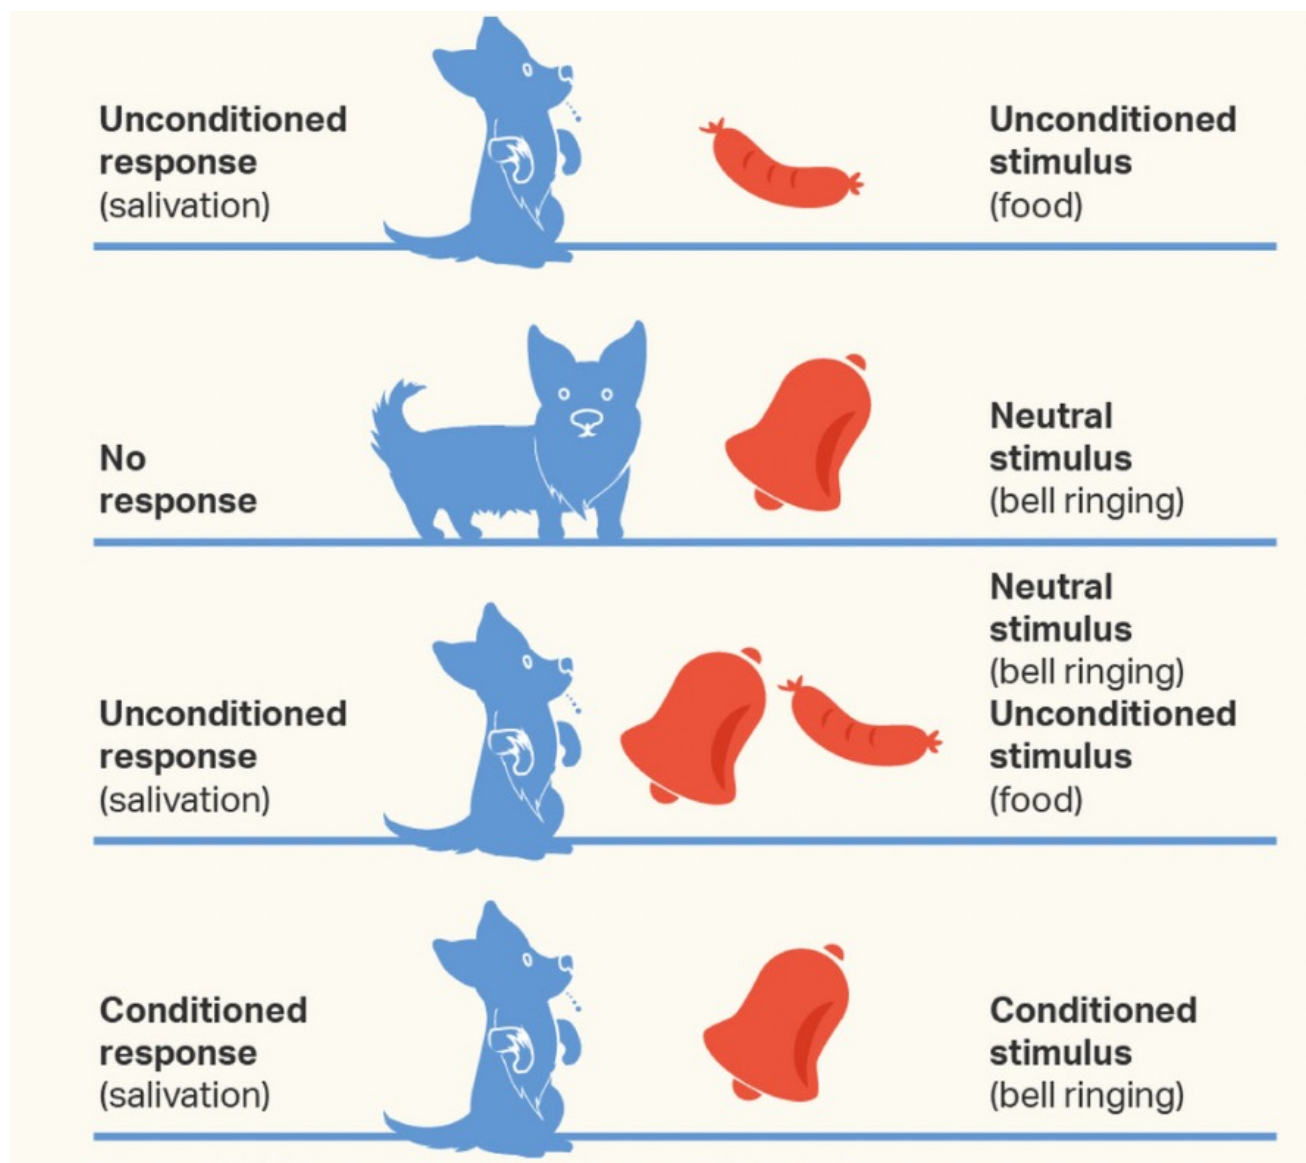 Unconditioned
response
(salivation)
Unconditioned
stimulus
(food)
No
response
Neutral
stimulus
(bell ringing)
Unconditioned
response
(salivation)
Neutral
stimulus
(bell ringing)
Unconditioned
stimulus
(food)
Conditioned
response
(salivation)
Conditioned
stimulus
(bell ringing)